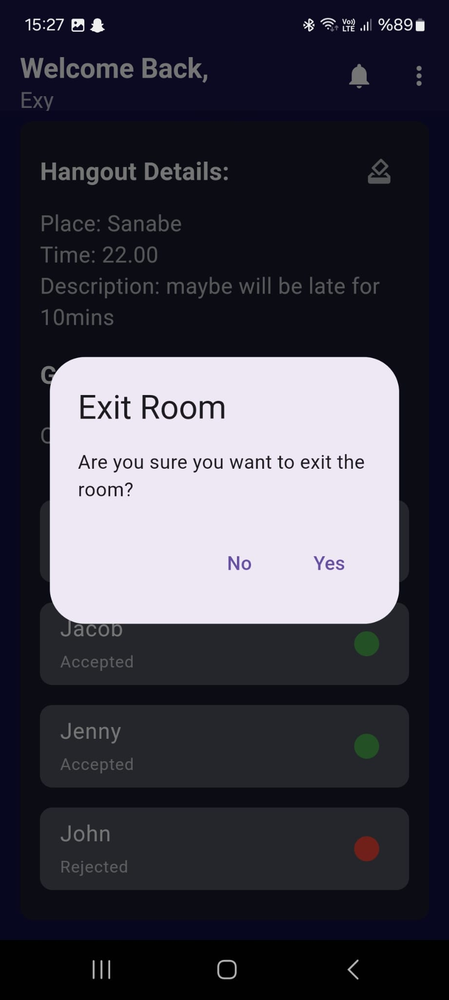 15:27
Vo)) LTE
%89
Welcome Back,
Exy
Hangout Details:
Place: Sanabe
Time: 22.00
Description: maybe will be late for
10mins
G
Exit Room
Are you sure you want to exit the
room?
No
Yes
Jacob
Accepted
Jenny
Accepted
John
Rejected